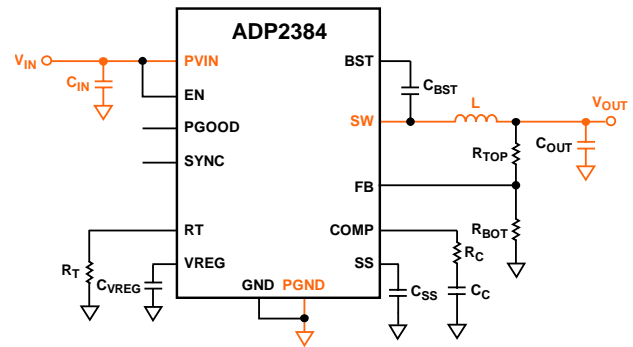 ADP2384
VIN
PVIN
BST
CIN
CBST
EN
L
VOUT
PGOOD
SW
SYNC
RTOP
COUT
FB
RT
COMP
RBOT
RC
RT
VREG
SS
CVREG
GND
PGND
CSS
CC